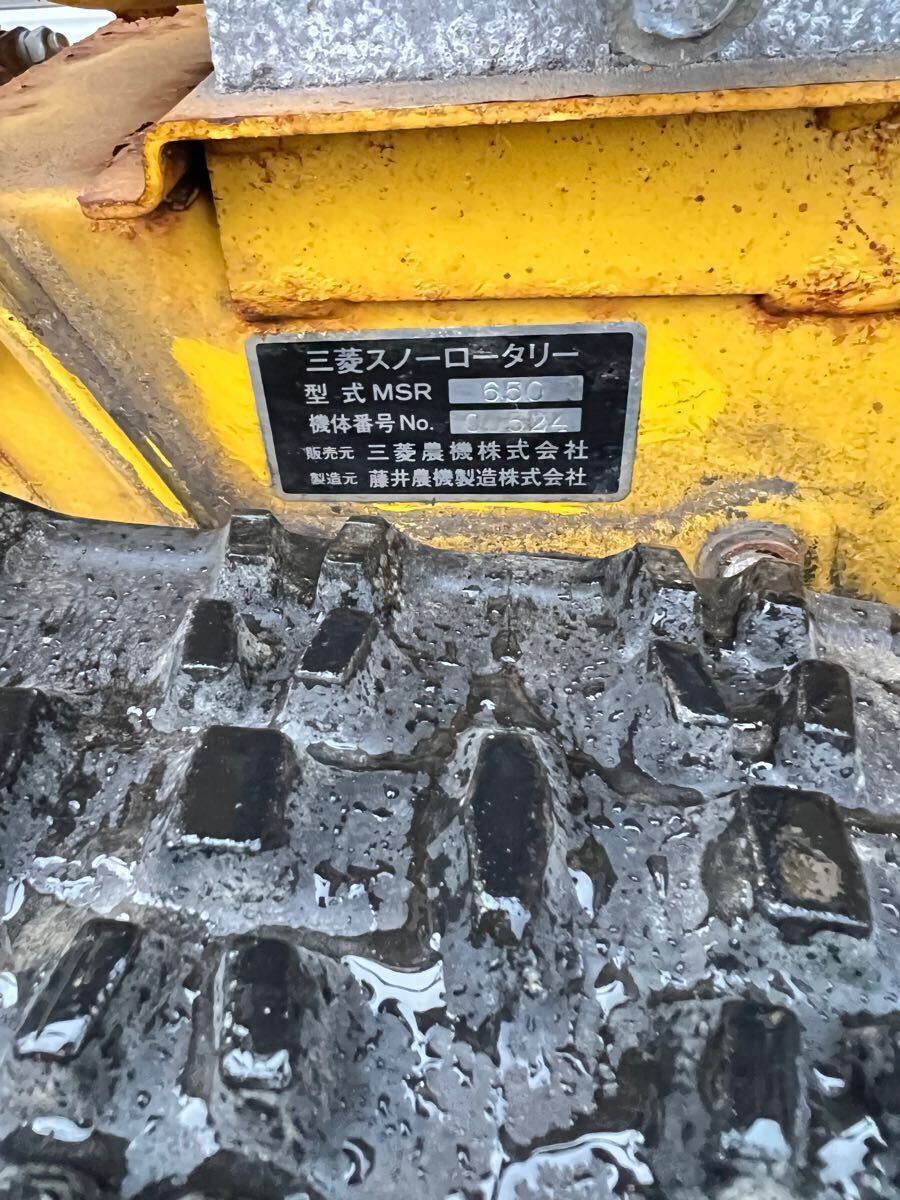 三菱スノーロータリー
型式MSR 650
機体番号No.
販売元 三菱農機株式会社
製造元 藤井農機製造株式会社